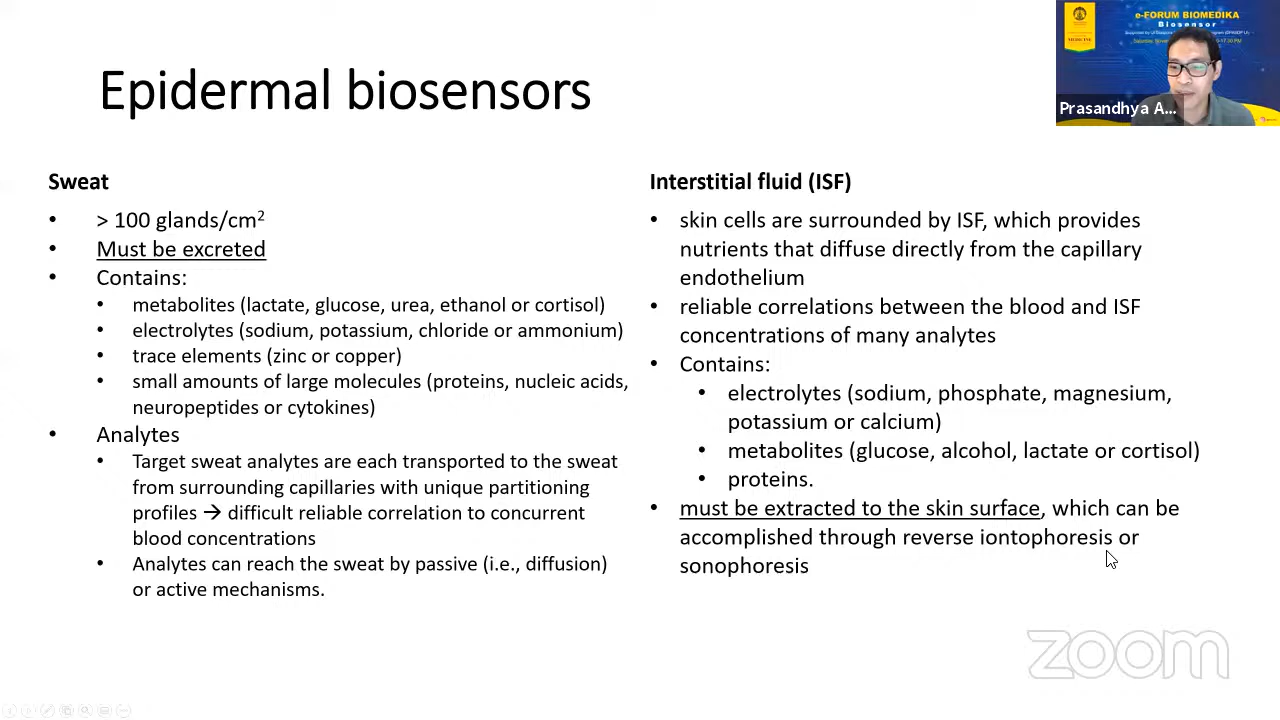 Epidermal biosensors
e-FORUM BIOMEDIKA
Biosensor
Prasandhya A...
Sweat
• > 100 glands/cm²
• Must be excreted
• Contains:
• metabolites (lactate, glucose, urea, ethanol or cortisol)
• electrolytes (sodium, potassium, chloride or ammonium)
• trace elements (zinc or copper)
• small amounts of large molecules (proteins, nucleic acids,
neuropeptides or cytokines)
• Analytes
• Target sweat analytes are each transported to the sweat
from surrounding capillaries with unique partitioning
profiles → difficult reliable correlation to concurrent
blood concentrations
• Analytes can reach the sweat by passive (i.e., diffusion)
or active mechanisms.
Interstitial fluid (ISF)
• skin cells are surrounded by ISF, which provides
nutrients that diffuse directly from the capillary
endothelium
• reliable correlations between the blood and ISF
concentrations of many analytes
• Contains:
• electrolytes (sodium, phosphate, magnesium,
potassium or calcium)
• metabolites (glucose, alcohol, lactate or cortisol)
• proteins.
• must be extracted to the skin surface, which can be
accomplished through reverse iontophoresis or
sonophoresis
zoom